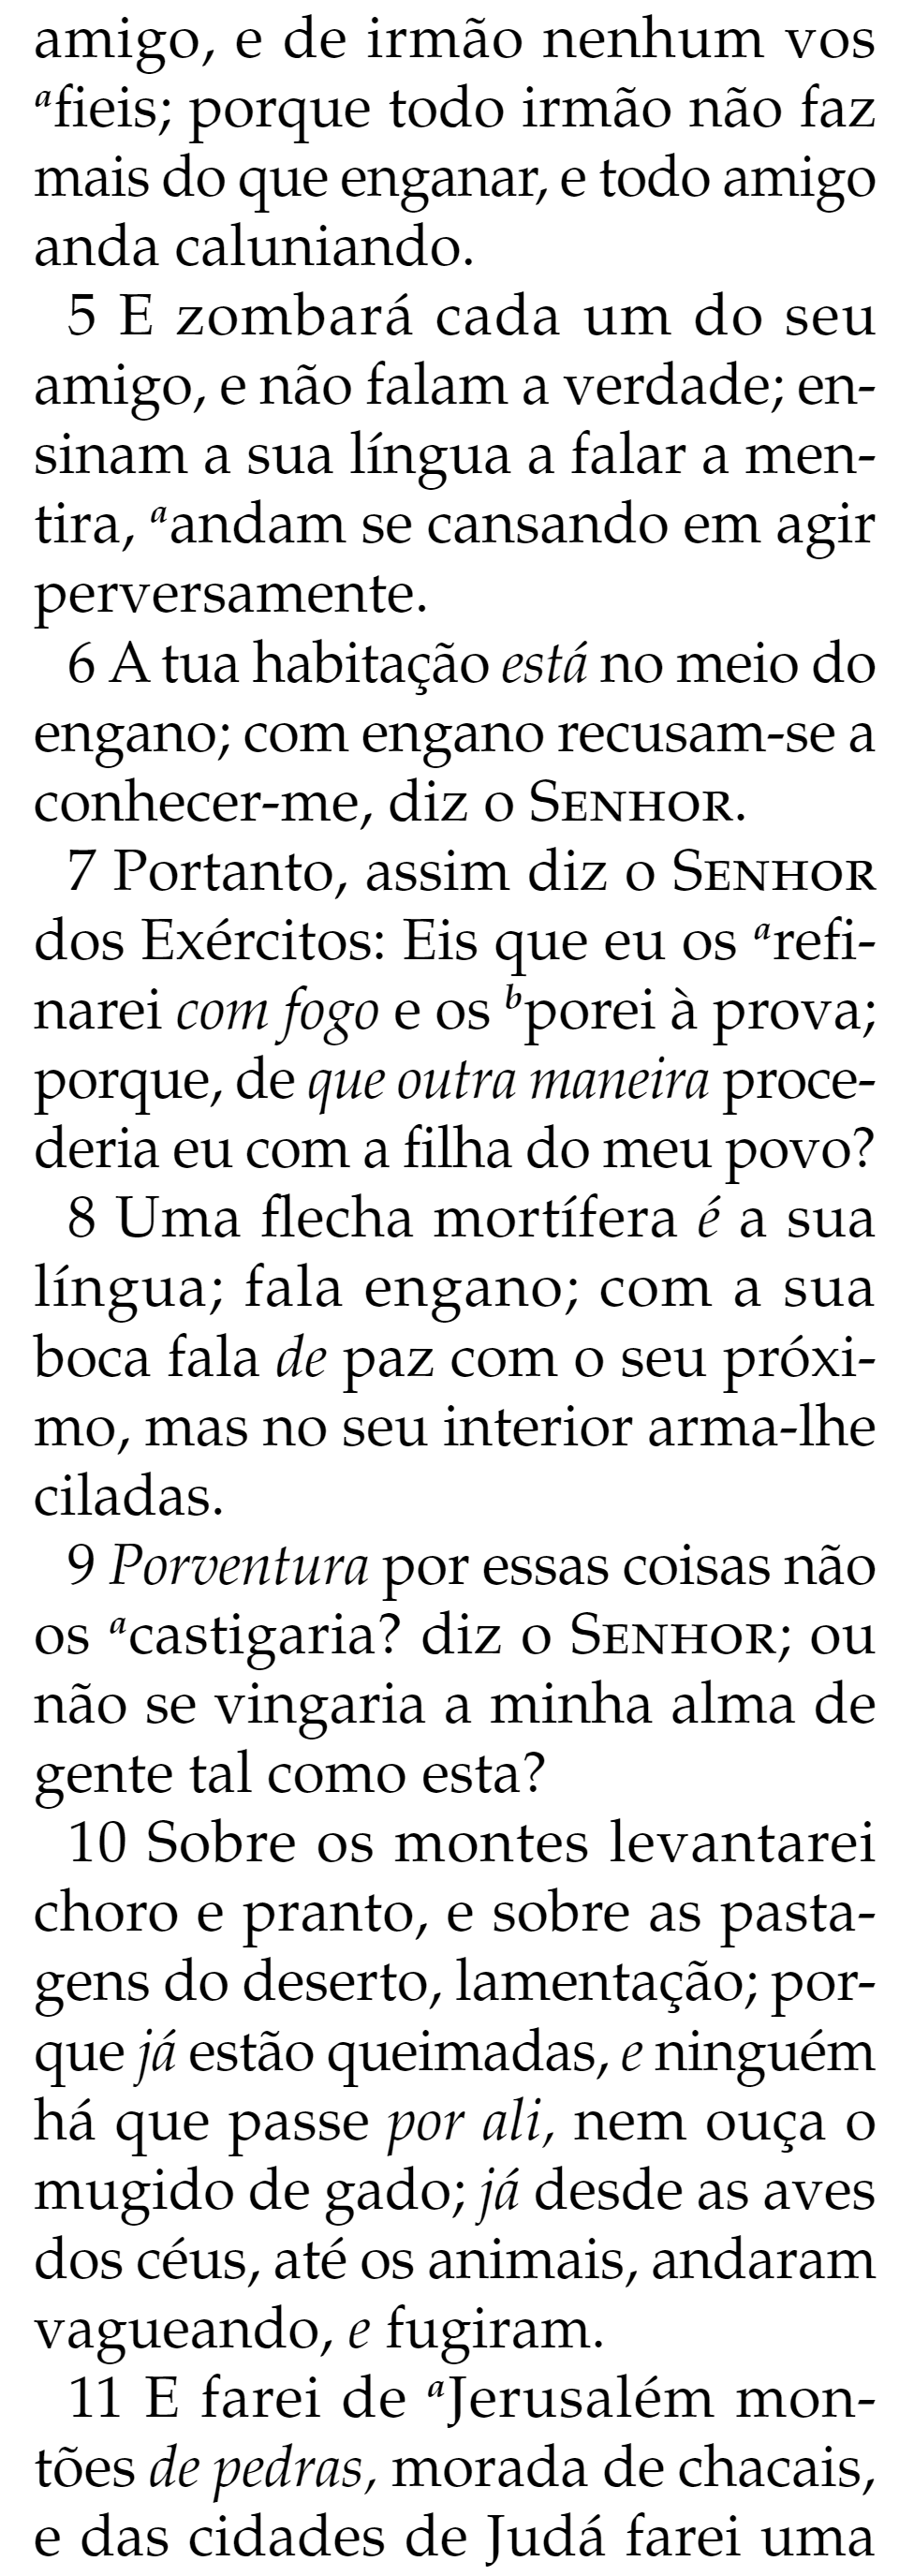 amigo, e de irmão nenhum vos
ᵃfieis; porque todo irmão não faz
mais do que enganar, e todo amigo
anda caluniando.
5 E zombará cada um do seu
amigo, e não falam a verdade; en-
sinam a sua língua a falar a men-
tira, ᵃandam se cansando em agir
perversamente.
6 A tua habitação está no meio do
engano; com engano recusam-se a
conhecer-me, diz o SENHOR.
7 Portanto, assim diz o SENHOR
dos Exércitos: Eis que eu os ᵃrefi-
narei com fogo e os ᵇporei à prova;
porque, de que outra maneira proce-
deria eu com a filha do meu povo?
8 Uma flecha mortífera é a sua
língua; fala engano; com a sua
boca fala de paz com o seu próxi-
mo, mas no seu interior arma-lhe
ciladas.
9 Porventura por essas coisas não
os ᵃcastigaria? diz o SENHOR; ou
não se vingaria a minha alma de
gente tal como esta?
10 Sobre os montes levantarei
choro e pranto, e sobre as pasta-
gens do deserto, lamentação; por-
que já estão queimadas, e ninguém
há que passe por ali, nem ouça o
mugido de gado; já desde as aves
dos céus, até os animais, andaram
vagueando, e fugiram.
11 E farei de ᵃJerusalém mon-
tões de pedras, morada de chacais,
e das cidades de Judá farei uma